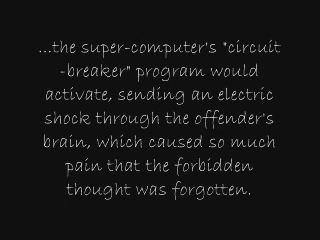 ...the super-computer's "circuit
-breaker" program would
activate, sending an electric
shock through the offender's
brain, which caused so much
pain that the forbidden
thought was forgotten.